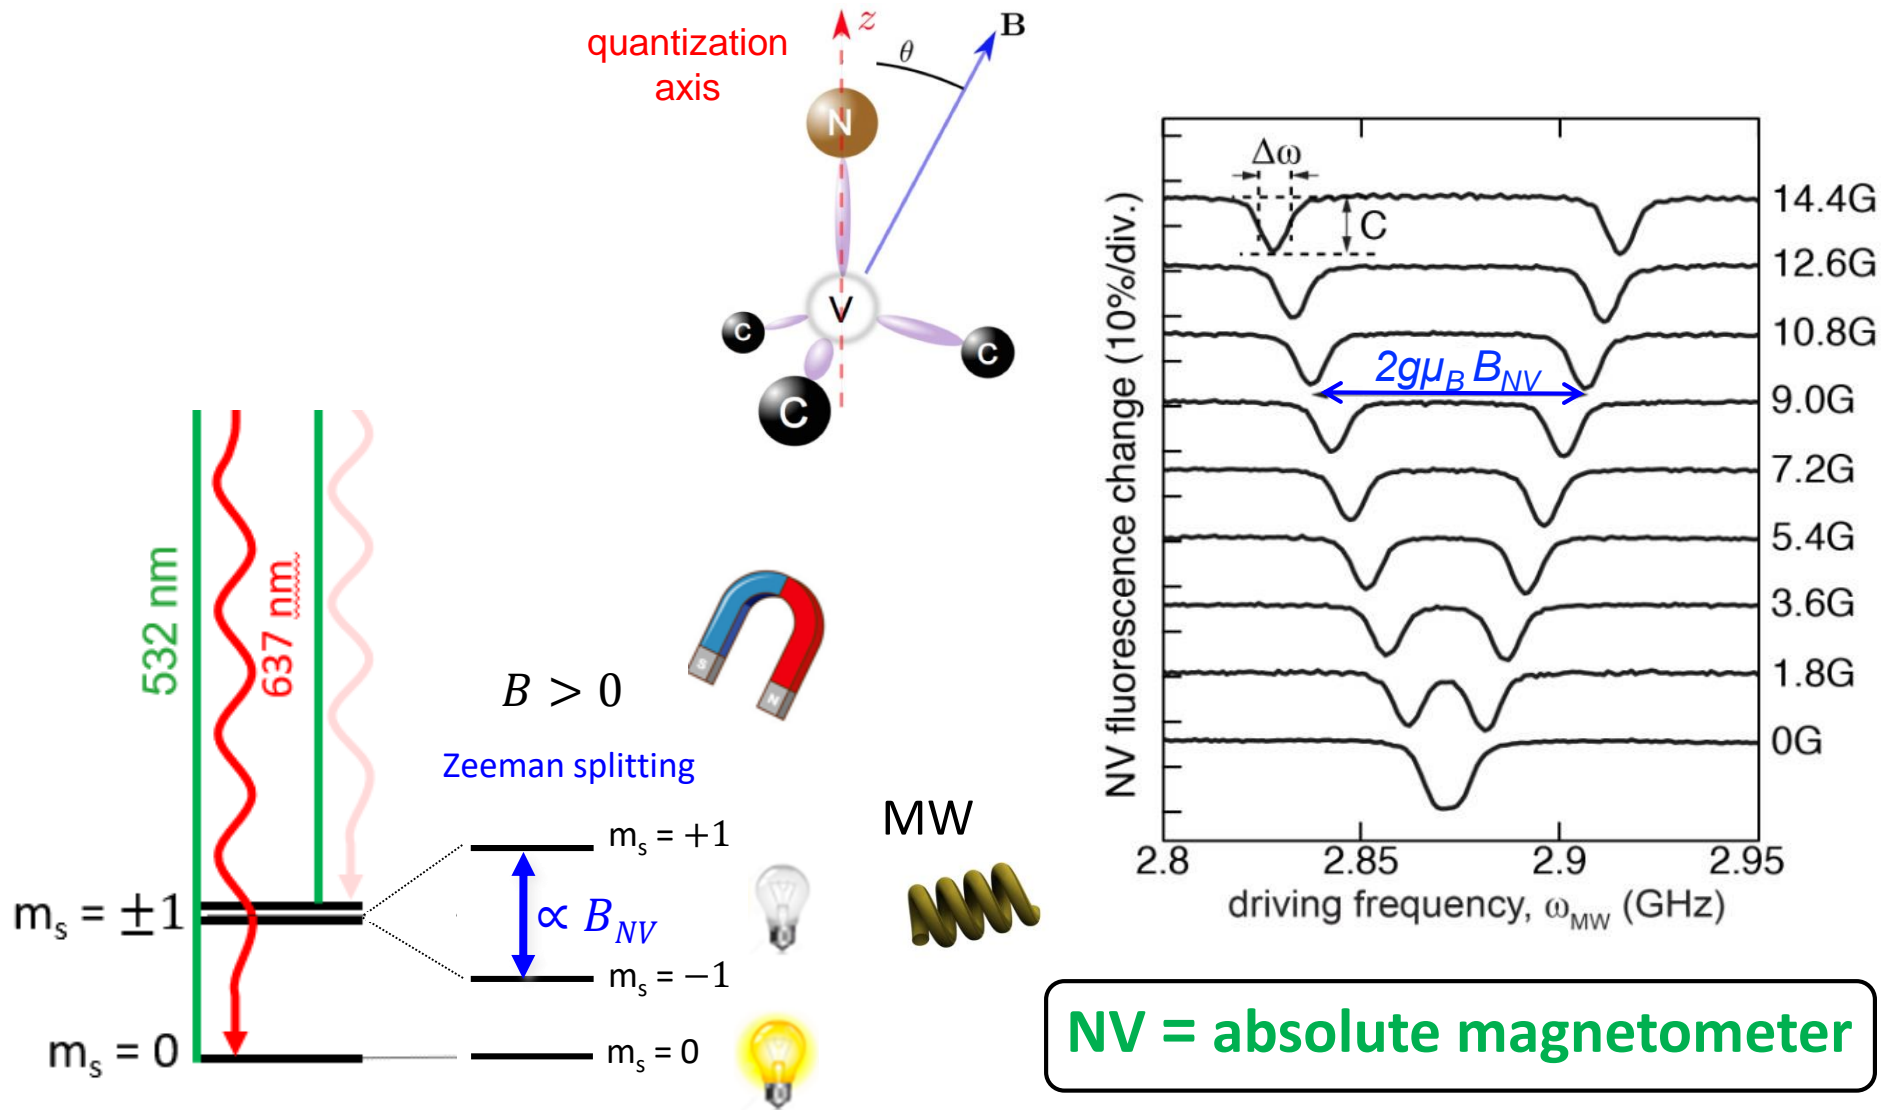 quantization
axis
z
B
θ
N
V
C
C
C
532 nm
637 nm
B > 0
Zeeman splitting
S
N
m_s = +1
∝ B_NV
m_s = −1
m_s = ±1
m_s = 0
m_s = 0
MW
NV fluorescence change (10%/div.)
Δω
C
2gμ_B B_NV
14.4G
12.6G
10.8G
9.0G
7.2G
5.4G
3.6G
1.8G
0G
2.8 2.85 2.9 2.95
driving frequency, ω_MW (GHz)
NV = absolute magnetometer